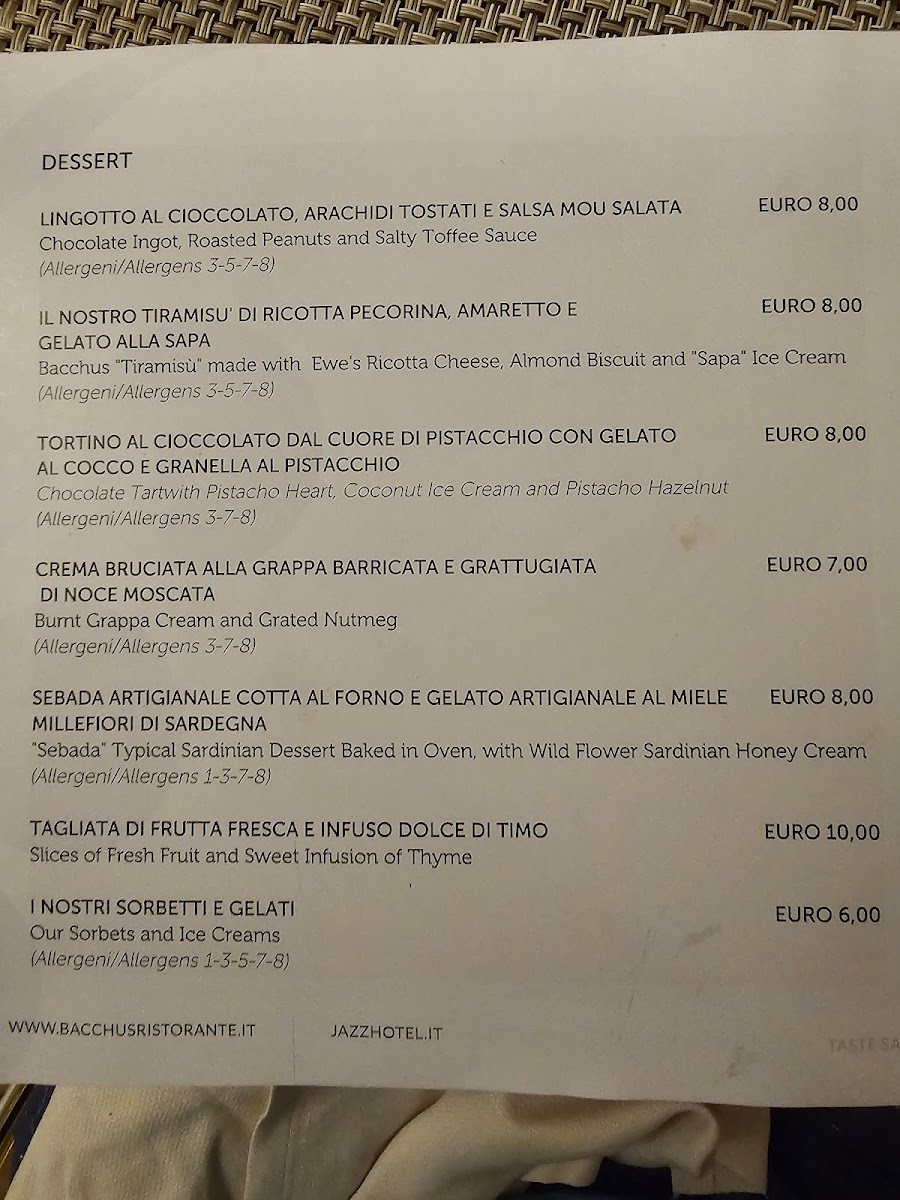 DESSERT
LINGOTTO AL CIOCCOLATO, ARACHIDI TOSTATI E SALSA MOU SALATA EURO 8,00
Chocolate Ingot, Roasted Peanuts and Salty Toffee Sauce
(Allergeni/Allergens 3-5-7-8)
IL NOSTRO TIRAMISU' DI RICOTTA PECORINA, AMARETTO E EURO 8,00
GELATO ALLA SAPA
Bacchus "Tiramisù" made with Ewe's Ricotta Cheese, Almond Biscuit and "Sapa" Ice Cream
(Allergeni/Allergens 3-5-7-8)
TORTINO AL CIOCCOLATO DAL CUORE DI PISTACCHIO CON GELATO EURO 8,00
AL COCCO E GRANELLA AL PISTACCHIO
Chocolate Tartwith Pistacho Heart, Coconut Ice Cream and Pistacho Hazelnut
(Allergeni/Allergens 3-7-8)
CREMA BRUCIATA ALLA GRAPPA BARRICATA E GRATTUGIATA EURO 7,00
DI NOCE MOSCATA
Burnt Grappa Cream and Grated Nutmeg
(Allergeni/Allergens 3-7-8)
SEBADA ARTIGIANALE COTTA AL FORNO E GELATO ARTIGIANALE AL MIELE EURO 8,00
MILLEFIORI DI SARDEGNA
"Sebada" Typical Sardinian Dessert Baked in Oven, with Wild Flower Sardinian Honey Cream
(Allergeni/Allergens 1-3-7-8)
TAGLIATA DI FRUTTA FRESCA E INFUSO DOLCE DI TIMO EURO 10,00
Slices of Fresh Fruit and Sweet Infusion of Thyme
I NOSTRI SORBETTI E GELATI EURO 6,00
Our Sorbets and Ice Creams
(Allergeni/Allergens 1-3-5-7-8)
WWW.BACCHUSRISTORANTE.IT JAZZHOTEL.IT
TASTE SA